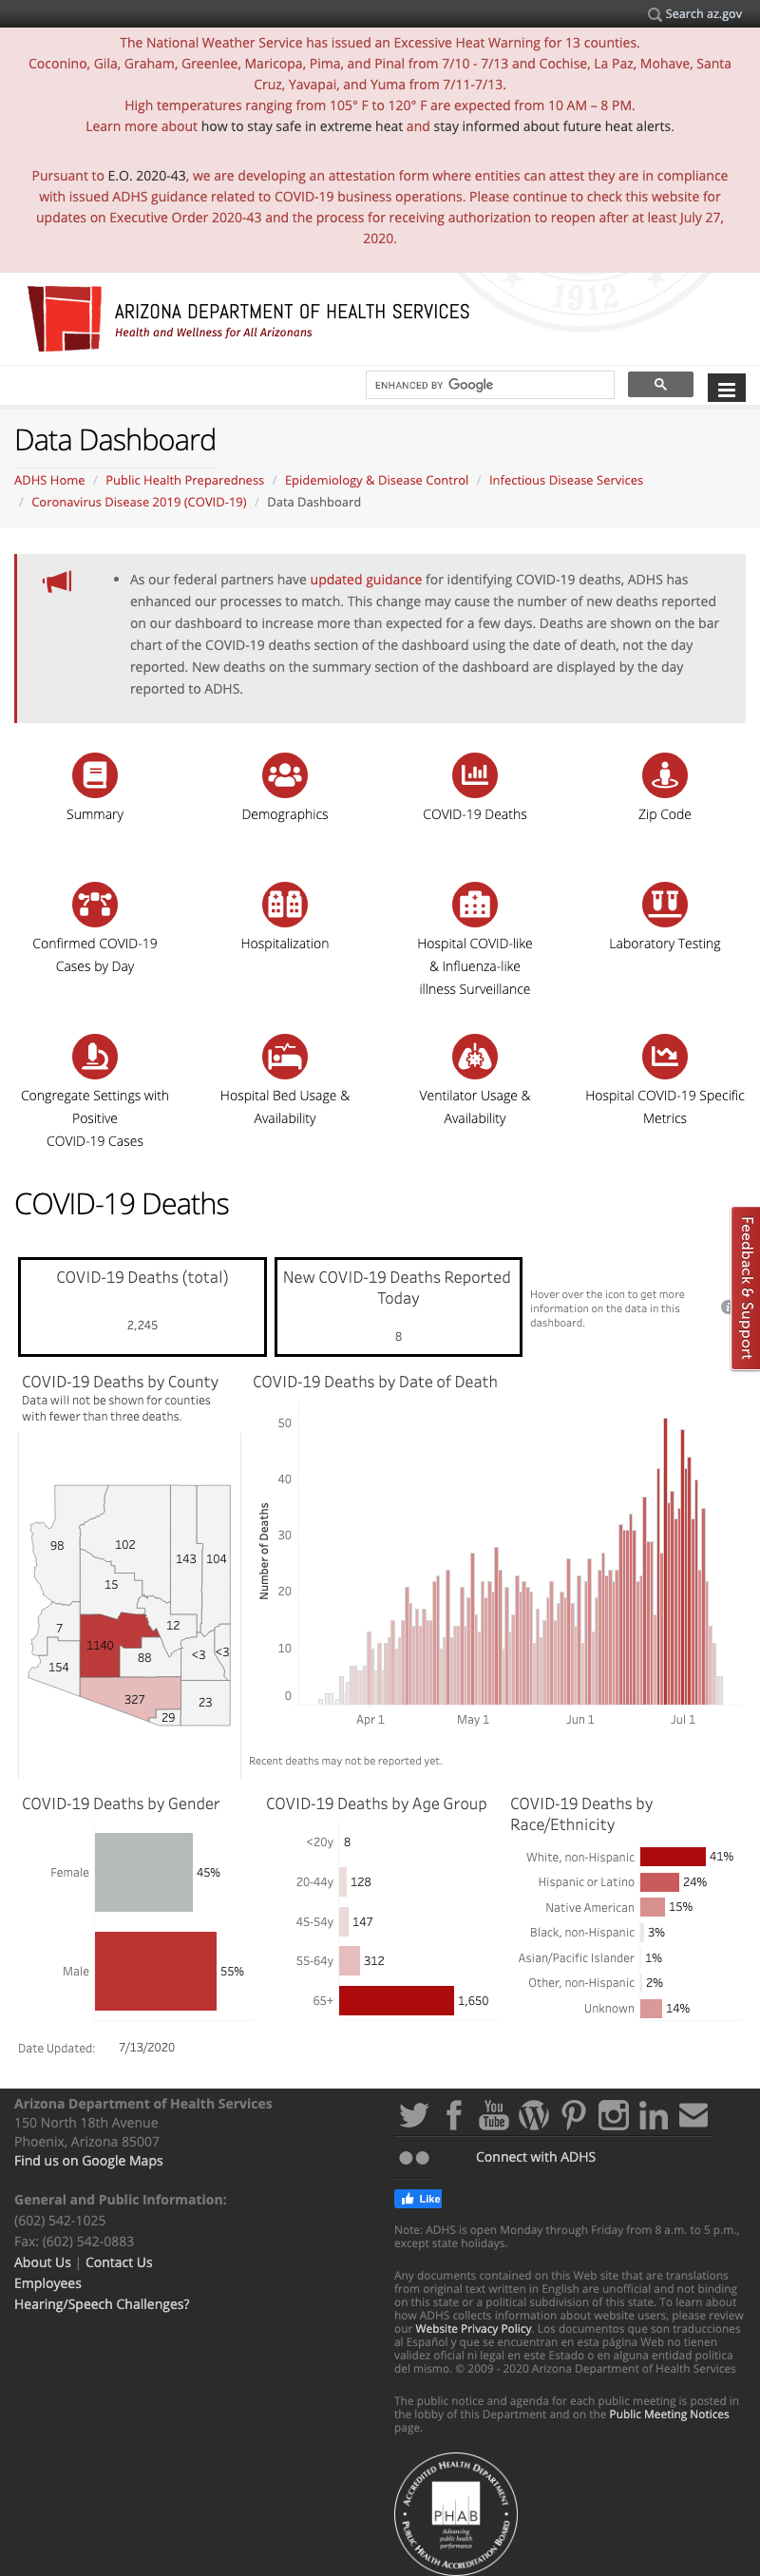 Search az.gov
The National Weather Service has issued an Excessive Heat Warning for 13 counties.
Coconino, Gila, Graham, Greenlee, Maricopa, Pima, and Pinal from 7/10 - 7/13 and Cochise, La Paz, Mohave, Santa
Cruz, Yavapai, and Yuma from 7/11-7/13.
High temperatures ranging from 105° F to 120° F are expected from 10 AM – 8 PM.
Learn more about how to stay safe in extreme heat and stay informed about future heat alerts.
Pursuant to E.O. 2020-43, we are developing an attestation form where entities can attest they are in compliance
with issued ADHS guidance related to COVID-19 business operations. Please continue to check this website for
updates on Executive Order 2020-43 and the process for receiving authorization to reopen after at least July 27,
2020.
1912
ARIZONA DEPARTMENT OF HEALTH SERVICES
Health and Wellness for All Arizonans
ENHANCED BY Google
Data Dashboard
ADHS Home / Public Health Preparedness / Epidemiology & Disease Control / Infectious Disease Services
/ Coronavirus Disease 2019 (COVID-19) / Data Dashboard
• As our federal partners have updated guidance for identifying COVID-19 deaths, ADHS has
enhanced our processes to match. This change may cause the number of new deaths reported
on our dashboard to increase more than expected for a few days. Deaths are shown on the bar
chart of the COVID-19 deaths section of the dashboard using the date of death, not the day
reported. New deaths on the summary section of the dashboard are displayed by the day
reported to ADHS.
Summary
Demographics
COVID-19 Deaths
Zip Code
Confirmed COVID-19
Cases by Day
Hospitalization
Hospital COVID-like
& Influenza-like
illness Surveillance
Laboratory Testing
Congregate Settings with
Positive
COVID-19 Cases
Hospital Bed Usage &
Availability
Ventilator Usage &
Availability
Hospital COVID-19 Specific
Metrics
COVID-19 Deaths
Feedback & Support
COVID-19 Deaths (total)
2,245
New COVID-19 Deaths Reported
Today
8
Hover over the icon to get more
information on the data in this
dashboard.
i
COVID-19 Deaths by County
Data will not be shown for counties
with fewer than three deaths.
98
102
143
104
15
7
12
1140
<3
<3
88
154
327
23
29
COVID-19 Deaths by Date of Death
Number of Deaths
50
40
30
20
10
0
Apr 1
May 1
Jun 1
Jul 1
Recent deaths may not be reported yet.
COVID-19 Deaths by Gender
Female 45%
Male 55%
COVID-19 Deaths by Age Group
<20y 8
20-44y 128
45-54y 147
55-64y 312
65+ 1,650
COVID-19 Deaths by
Race/Ethnicity
White, non-Hispanic 41%
Hispanic or Latino 24%
Native American 15%
Black, non-Hispanic 3%
Asian/Pacific Islander 1%
Other, non-Hispanic 2%
Unknown 14%
Date Updated: 7/13/2020
Arizona Department of Health Services
150 North 18th Avenue
Phoenix, Arizona 85007
Find us on Google Maps
General and Public Information:
(602) 542-1025
Fax: (602) 542-0883
About Us | Contact Us
Employees
Hearing/Speech Challenges?
You
Tube
Connect with ADHS
Like
Note: ADHS is open Monday through Friday from 8 a.m. to 5 p.m.,
except state holidays.
Any documents contained on this Web site that are translations
from original text written in English are unofficial and not binding
on this state or a political subdivision of this state. To learn about
how ADHS collects information about website users, please review
our Website Privacy Policy. Los documentos que son traducciones
al Español y que se encuentran en esta página Web no tienen
validez oficial ni legal en este Estado o en alguna entidad politica
del mismo. © 2009 - 2020 Arizona Department of Health Services
The public notice and agenda for each public meeting is posted in
the lobby of this Department and on the Public Meeting Notices
page.
ACCREDITED HEALTH DEPARTMENT
PHAB
Advancing
public health
performance
PUBLIC HEALTH ACCREDITATION BOARD